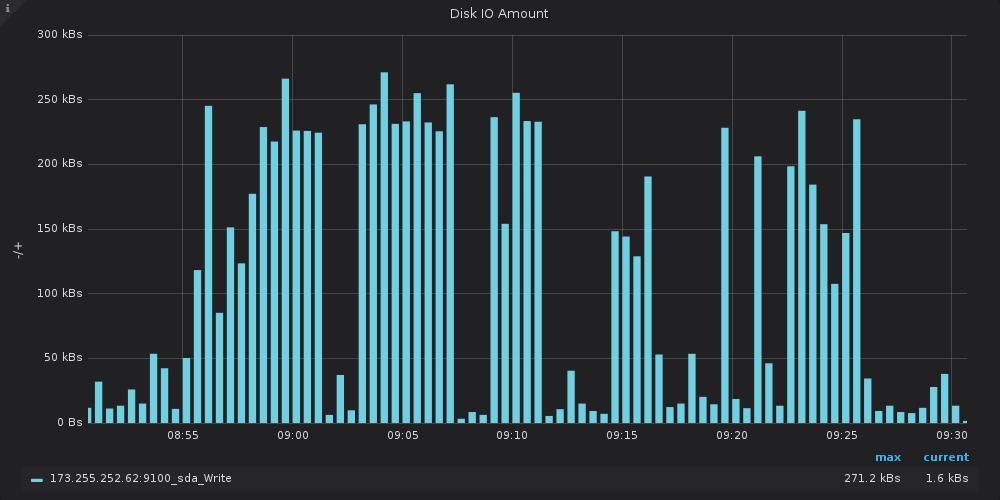 i
Disk IO Amount
300 kBs
250 kBs
200 kBs
150 kBs
100 kBs
50 kBs
0 Bs
-/+
08:55 09:00 09:05 09:10 09:15 09:20 09:25 09:30
max current
173.255.252.62:9100_sda_Write 271.2 kBs 1.6 kBs